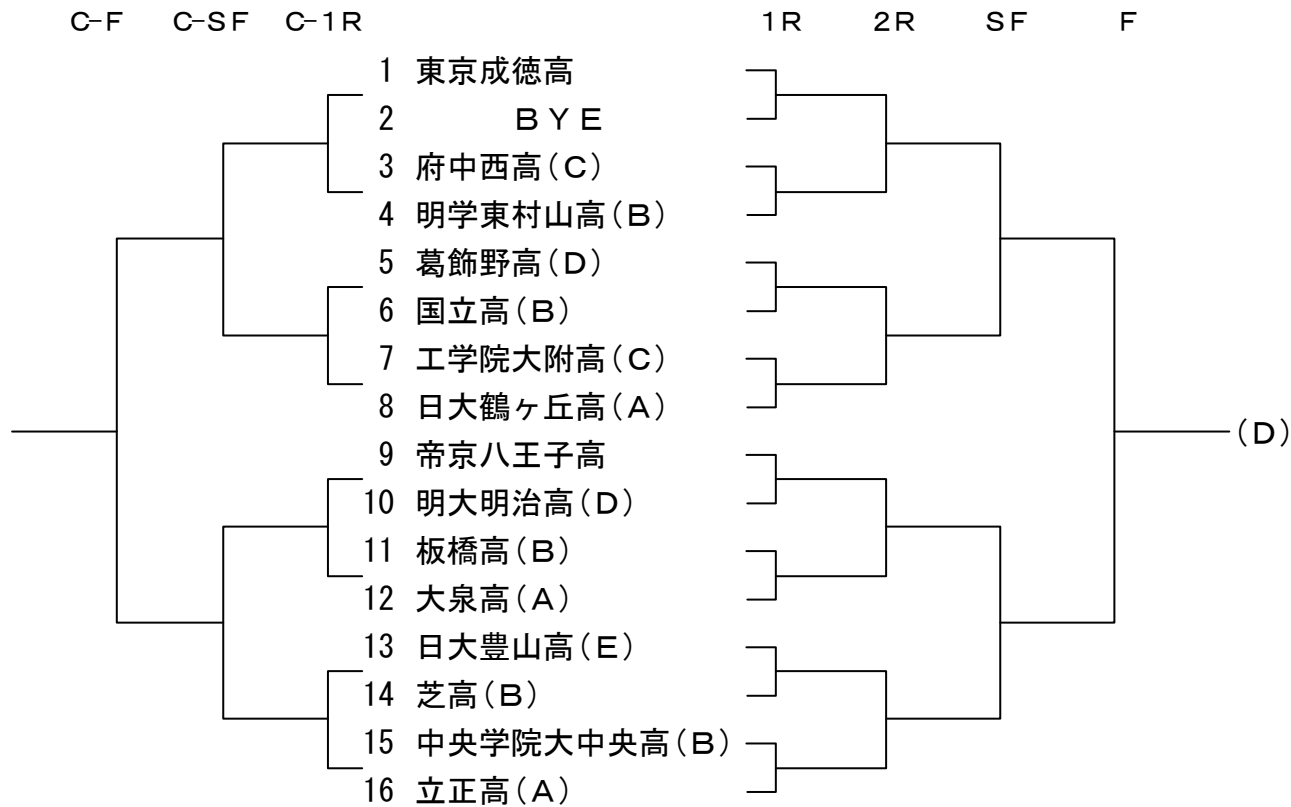 C-F C-SF C-1R 1R 2R SF F
1 東京成徳高
2 BYE
3 府中西高(C)
4 明学東村山高(B)
5 葛飾野高(D)
6 国立高(B)
7 工学院大附高(C)
8 日大鶴ヶ丘高(A)
(D)
9 帝京八王子高
10 明大明治高(D)
11 板橋高(B)
12 大泉高(A)
13 日大豊山高(E)
14 芝高(B)
15 中央学院大中央高(B)
16 立正高(A)